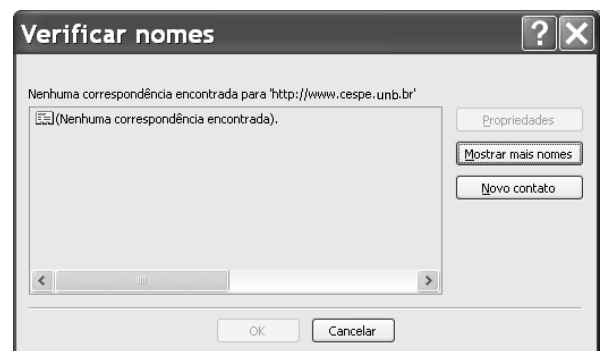 Verificar nomes
Nenhuma correspondência encontrada para 'http://www.cespe.unb.br'
(Nenhuma correspondência encontrada).
Propriedades
Mostrar mais nomes
Novo contato
OK
Cancelar